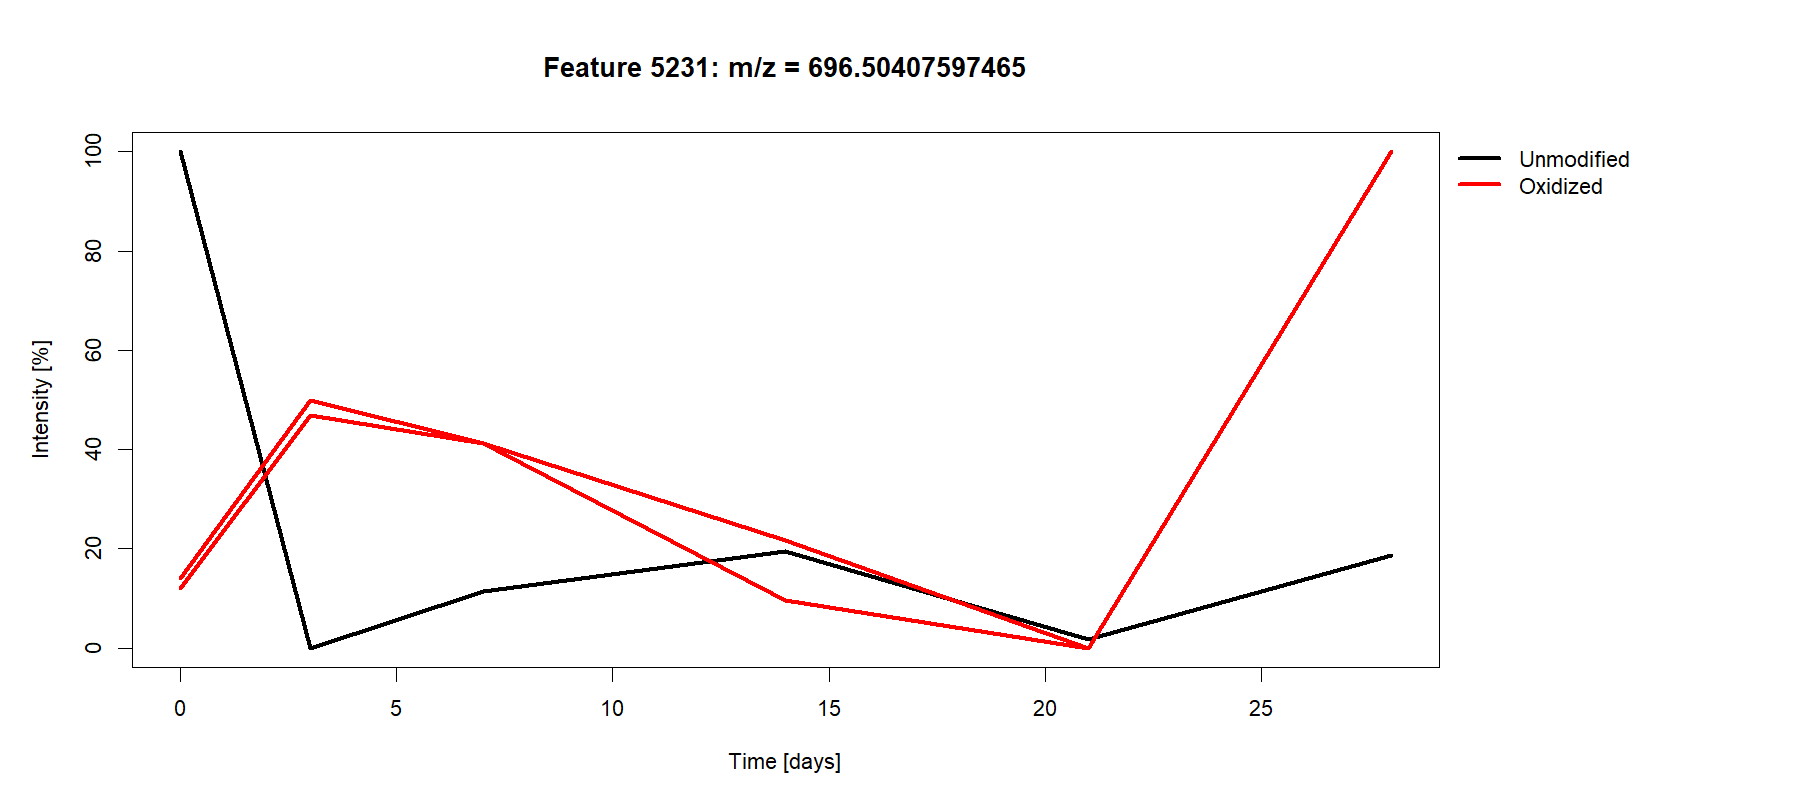 Feature 5231: m/z = 696.50407597465
100
80
60
40
20
0
Intensity [%]
0 5 10 15 20 25
Time [days]
Unmodified
Oxidized